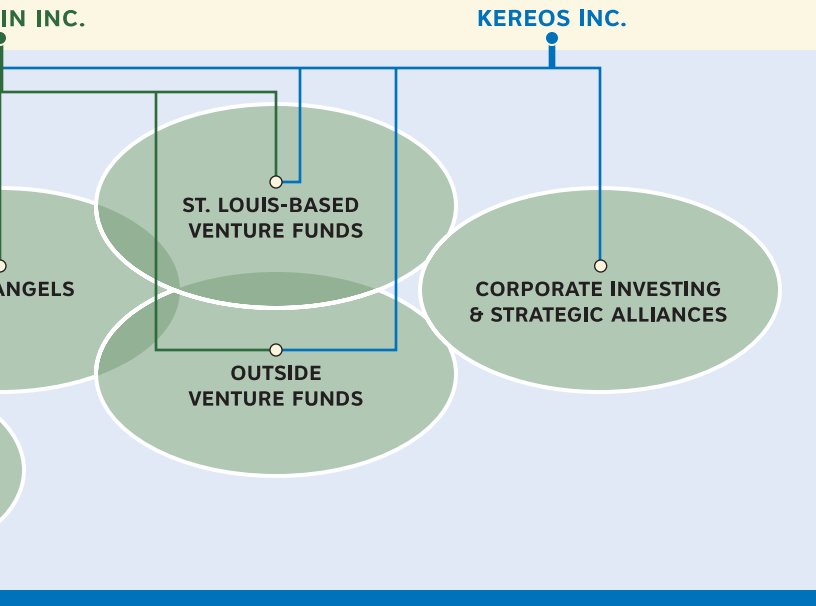 IN INC.
KEREOS INC.
ST. LOUIS-BASED
VENTURE FUNDS
ANGELS
CORPORATE INVESTING
& STRATEGIC ALLIANCES
OUTSIDE
VENTURE FUNDS